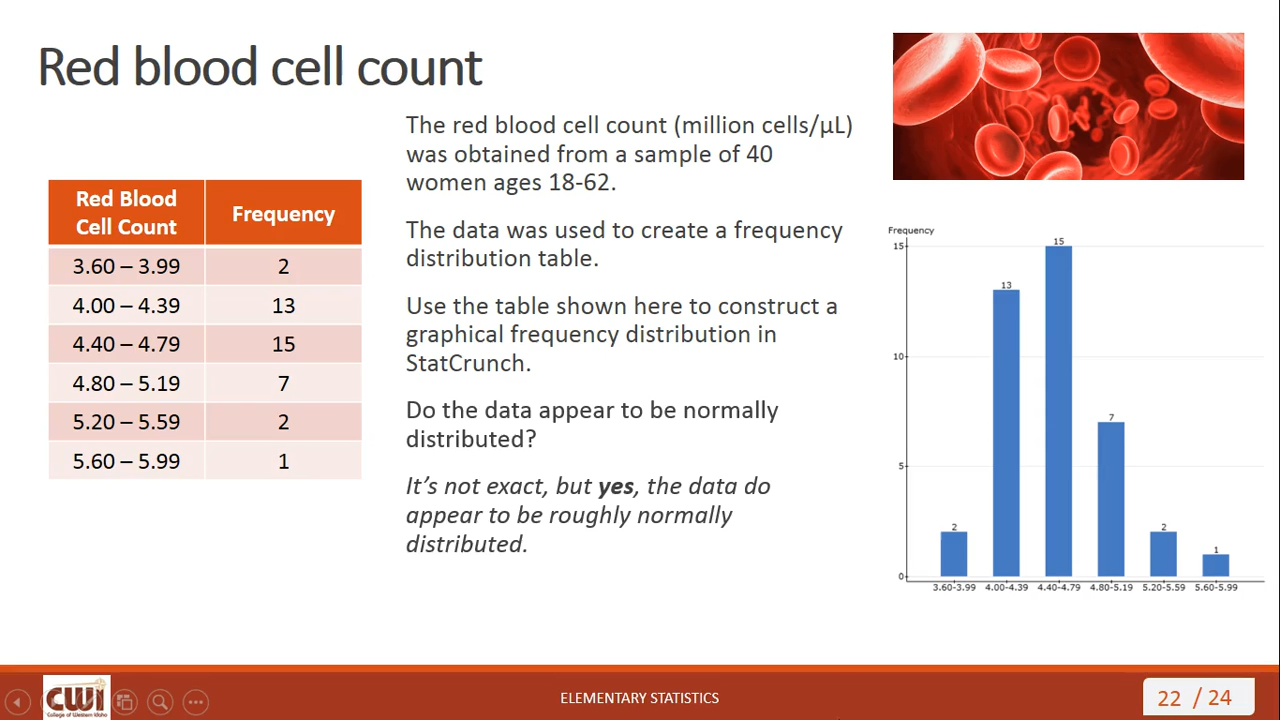 Red blood cell count
The red blood cell count (million cells/µL)
was obtained from a sample of 40
women ages 18-62.
The data was used to create a frequency
distribution table.
Use the table shown here to construct a
graphical frequency distribution in
StatCrunch.
Do the data appear to be normally
distributed?
It’s not exact, but yes, the data do
appear to be roughly normally
distributed.
Red Blood Cell Count Frequency
3.60 – 3.99 2
4.00 – 4.39 13
4.40 – 4.79 15
4.80 – 5.19 7
5.20 – 5.59 2
5.60 – 5.99 1
Frequency
15
10
5
0
2 13 15 7 2 1
3.60-3.99 4.00-4.39 4.40-4.79 4.80-5.19 5.20-5.59 5.60-5.99
CWI
College of Western Idaho
ELEMENTARY STATISTICS
22 / 24